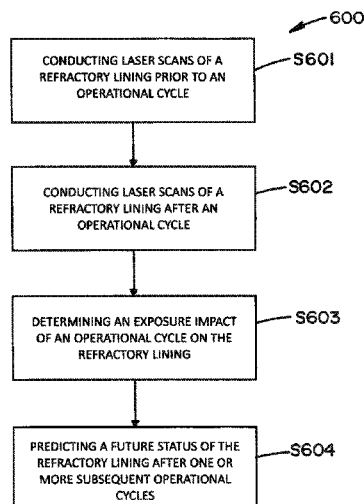 600
CONDUCTING LASER SCANS OF A
REFRACTORY LINING PRIOR TO AN
OPERATIONAL CYCLE
S601
CONDUCTING LASER SCANS OF A
REFRACTORY LINING AFTER AN
OPERATIONAL CYCLE
S602
DETERMINING AN EXPOSURE IMPACT
OF AN OPERATIONAL CYCLE ON THE
REFRACTORY LINING
S603
PREDICTING A FUTURE STATUS OF THE
REFRACTORY LINING AFTER ONE OR
MORE SUBSEQUENT OPERATIONAL
CYCLES
S604